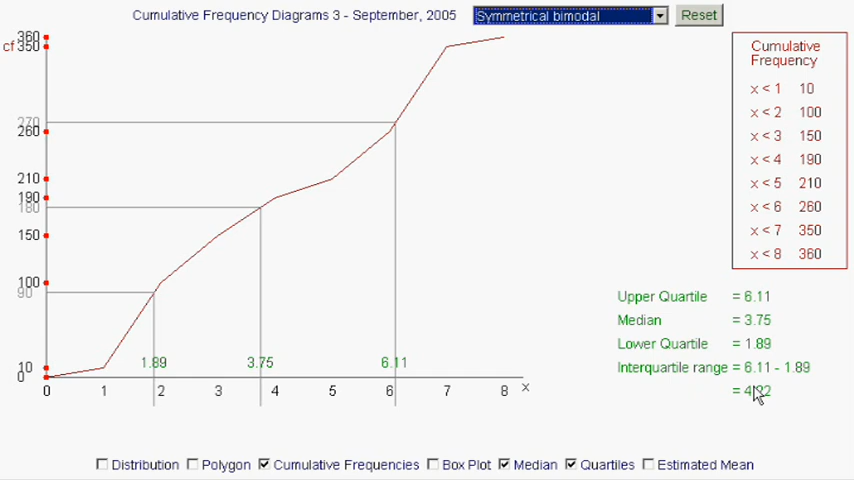 Cumulative Frequency Diagrams 3 - September, 2005 Symmetrical bimodal Reset
cf
360
350
270
260
210
190
180
150
100
90
10
0
1.89 3.75 6.11
0 1 2 3 4 5 6 7 8 x
Cumulative
Frequency
x < 1 10
x < 2 100
x < 3 150
x < 4 190
x < 5 210
x < 6 260
x < 7 350
x < 8 360
Upper Quartile = 6.11
Median = 3.75
Lower Quartile = 1.89
Interquartile range = 6.11 - 1.89
= 4.22
Distribution Polygon Cumulative Frequencies Box Plot Median Quartiles Estimated Mean